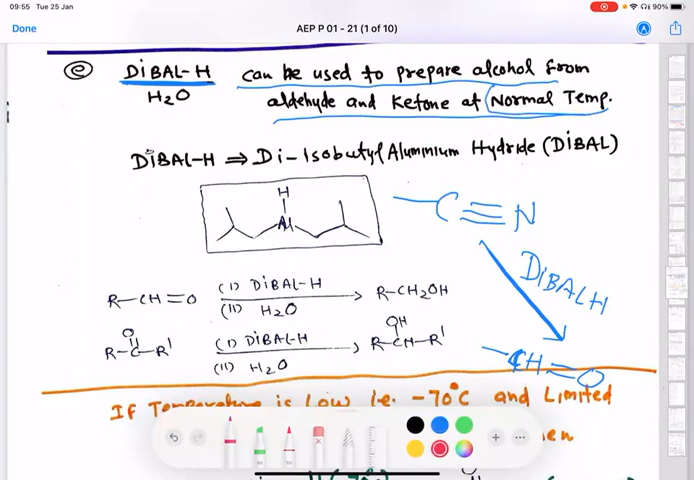 09:55 Tue 25 Jan
90%
Done
AEP P 01 - 21 (1 of 10)
ⓔ DiBAL-H can be used to prepare alcohol from
H₂O aldehyde and Ketone at Normal Temp.
DiBAL-H ⇒ Di-Isobutyl Aluminium Hydride (DiBAL)
H
Al
—C≡N
DIBALH
—CH=O
R—CH=O (I) DiBAL-H (II) H₂O → R—CH₂OH
O OH
R—C—R' (I) DiBAL-H (II) H₂O → R—CH—R'
If Temperature is Low i.e. -70°C and Limited